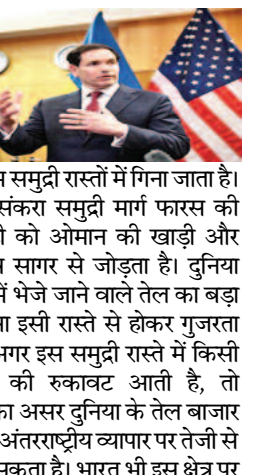 समुद्री रास्तों में गिना जाता है।
संकरा समुद्री मार्ग फारस की
को ओमान की खाड़ी और
सागर से जोड़ता है। दुनिया
में भेजे जाने वाले तेल का बड़ा
इसी रास्ते से होकर गुजरता
इस समुद्री रास्ते में किसी
की रुकावट आती है, तो
असर दुनिया के तेल बाजार
अंतरराष्ट्रीय व्यापार पर तेजी से
सकता है। भारत भी इस क्षेत्र पर